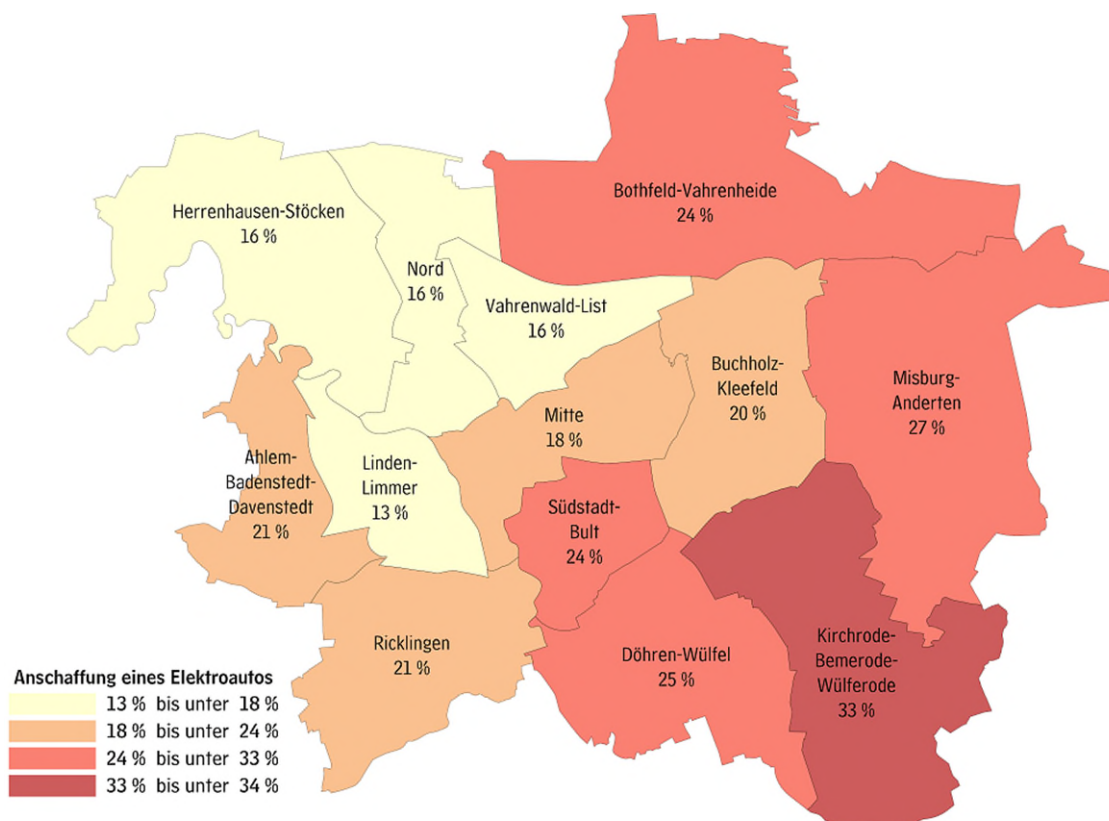 Bothfeld-Vahrenheide
24 %
Herrenhausen-Stöcken
16 %
Nord
16 %
Vahrenwald-List
16 %
Buchholz-
Kleefeld
20 %
Misburg-
Anderten
27 %
Mitte
18 %
Ahlem-
Badenstedt-
Davenstedt
21 %
Linden-
Limmer
13 %
Südstadt-
Bult
24 %
Ricklingen
21 %
Döhren-Wülfel
25 %
Kirchrode-
Bemerode-
Wülferode
33 %
Anschaffung eines Elektroautos
13 % bis unter 18 %
18 % bis unter 24 %
24 % bis unter 33 %
33 % bis unter 34 %